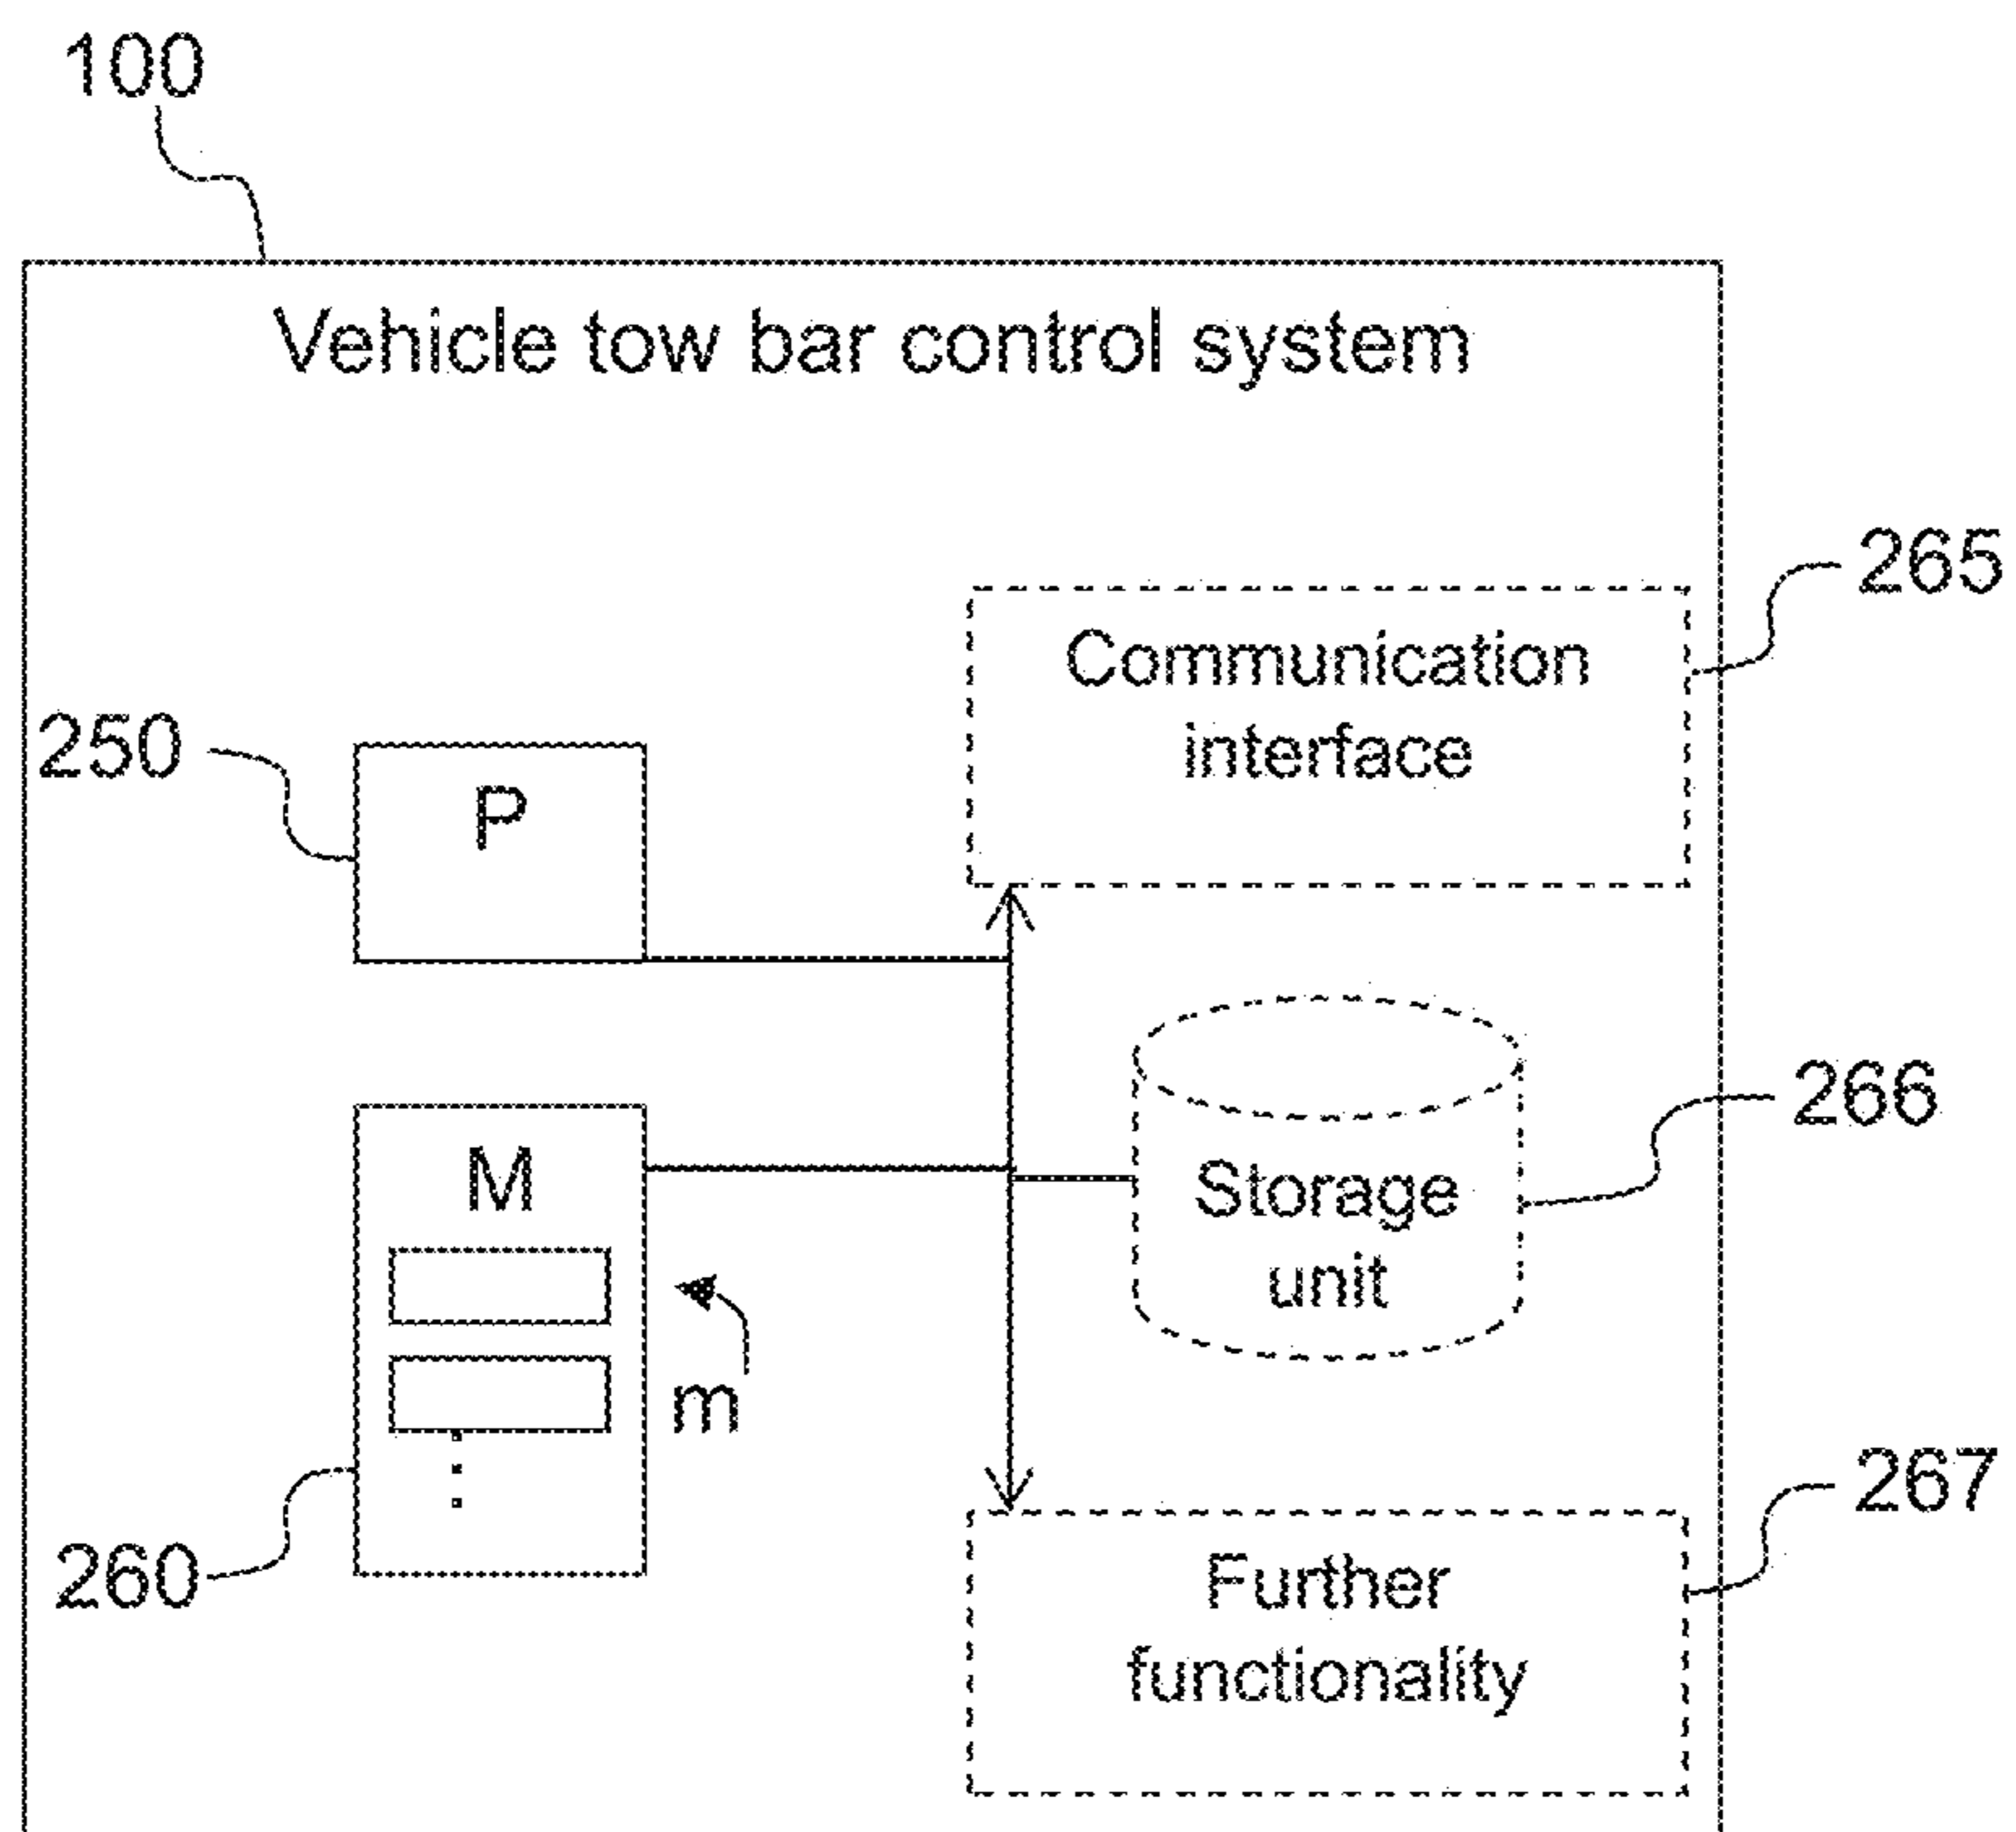 100
Vehicle tow bar control system
265
Communication
interface
250
P
266
M
Storage
unit
m
267
260
Further
functionality